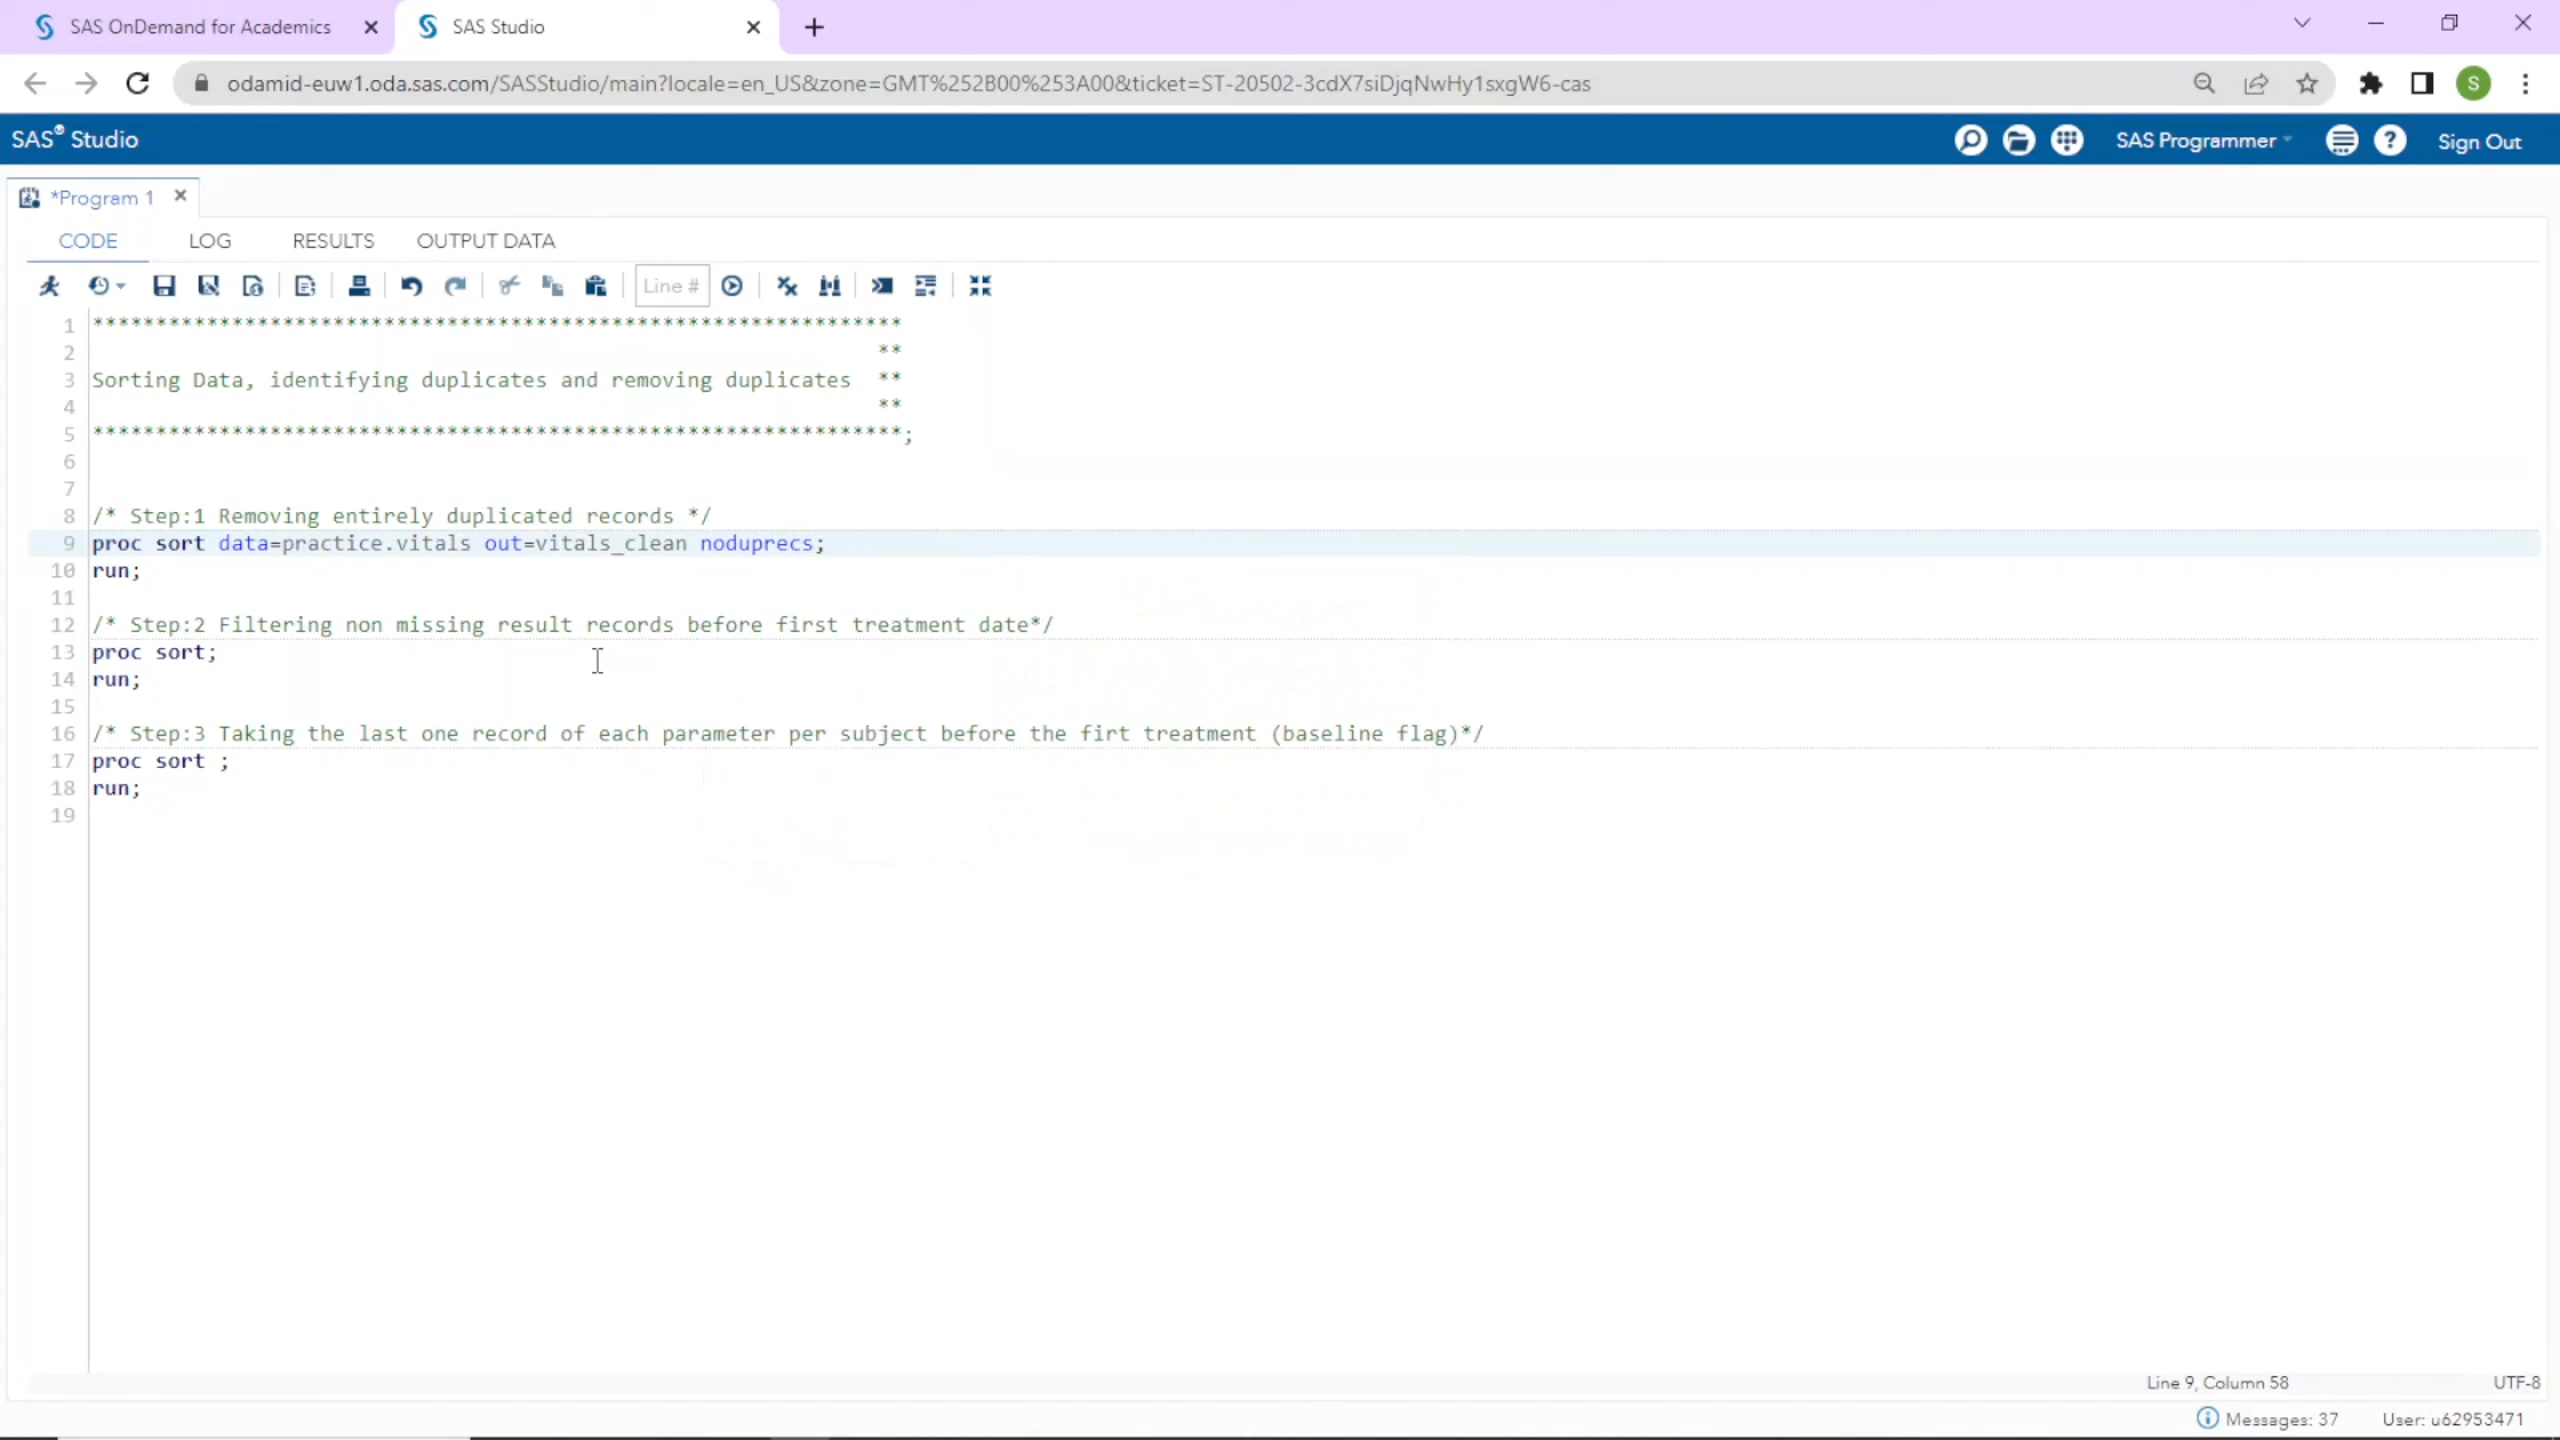 SAS OnDemand for Academics
SAS Studio
odamid-euw1.oda.sas.com/SASStudio/main?locale=en_US&zone=GMT%252B00%253A00&ticket=ST-20502-3cdX7siDjqNwHy1sxgW6-cas
S
SAS® Studio
SAS Programmer
?
Sign Out
*Program 1
CODE LOG RESULTS OUTPUT DATA
Line #
1 ****************************************************************
2 **
3 Sorting Data, identifying duplicates and removing duplicates **
4 **
5 ****************************************************************;
6
7
8 /* Step:1 Removing entirely duplicated records */
9 proc sort data=practice.vitals out=vitals_clean noduprecs;
10 run;
11
12 /* Step:2 Filtering non missing result records before first treatment date*/
13 proc sort;
14 run;
15
16 /* Step:3 Taking the last one record of each parameter per subject before the firt treatment (baseline flag)*/
17 proc sort ;
18 run;
19
Line 9, Column 58
UTF-8
Messages: 37
User: u62953471